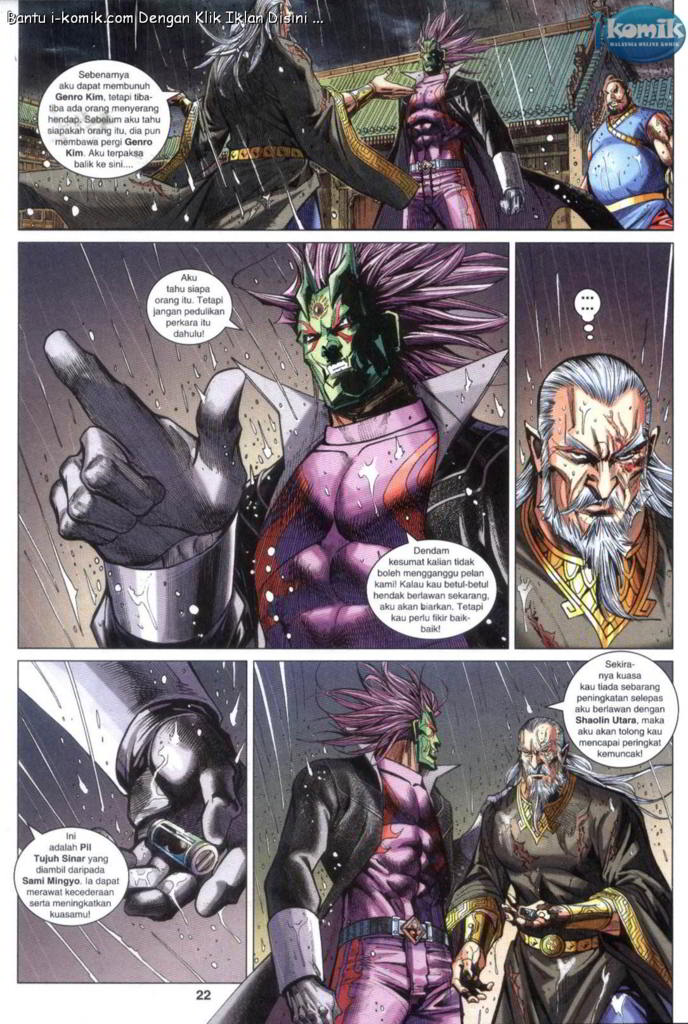 Bantu i-komik.com Dengan Klik Iklan Disini ...
i komik
MALAYSIA ONLINE KOMIK
Sebenarnya
aku dapat membunuh
Genro Kim, tetapi tiba-
tiba ada orang menyerang
hendap. Sebelum aku tahu
siapakah orang itu, dia pun
membawa pergi Genro
Kim. Aku terpaksa
balik ke sini....
Aku
tahu siapa
orang itu. Tetapi
jangan pedulikan
perkara itu
dahulu!
...
...
Dendam
kesumat kalian tidak
boleh mengganggu pelan
kami! Kalau kau betul-betul
hendak berlawan sekarang,
aku akan biarkan. Tetapi
kau perlu fikir baik-
baik!
Ini
adalah Pil
Tujuh Sinar yang
diambil daripada
Sami Mingyo. Ia dapat
merawat kecederaan
serta meningkatkan
kuasamu!
Sekira-
nya kuasa
kau tiada sebarang
peningkatan selepas
aku berlawan dengan
Shaolin Utara, maka
aku akan tolong kau
mencapai peringkat
kemuncak!
22